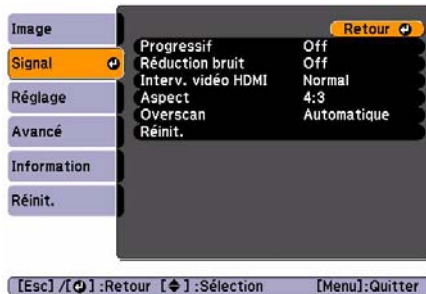 Image
Signal
Réglage
Avancé
Information
Réinit.
Retour
Progressif Off
Réduction bruit Off
Interv. vidéo HDMI Normal
Aspect 4:3
Overscan Automatique
Réinit.
[Esc] /[⏎] :Retour [◆] :Sélection [Menu]:Quitter